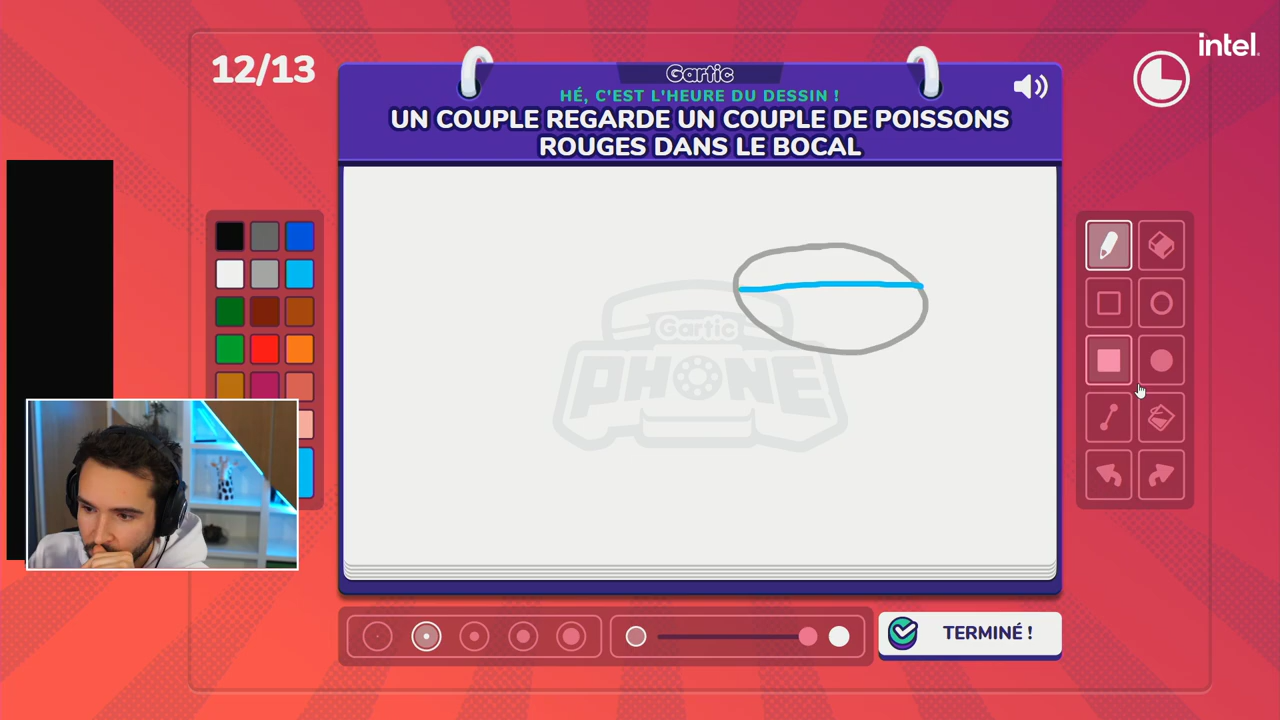 intel.
12/13
Gartic
HÉ, C'EST L'HEURE DU DESSIN !
UN COUPLE REGARDE UN COUPLE DE POISSONS
ROUGES DANS LE BOCAL
Gartic
PHONE
TERMINÉ !